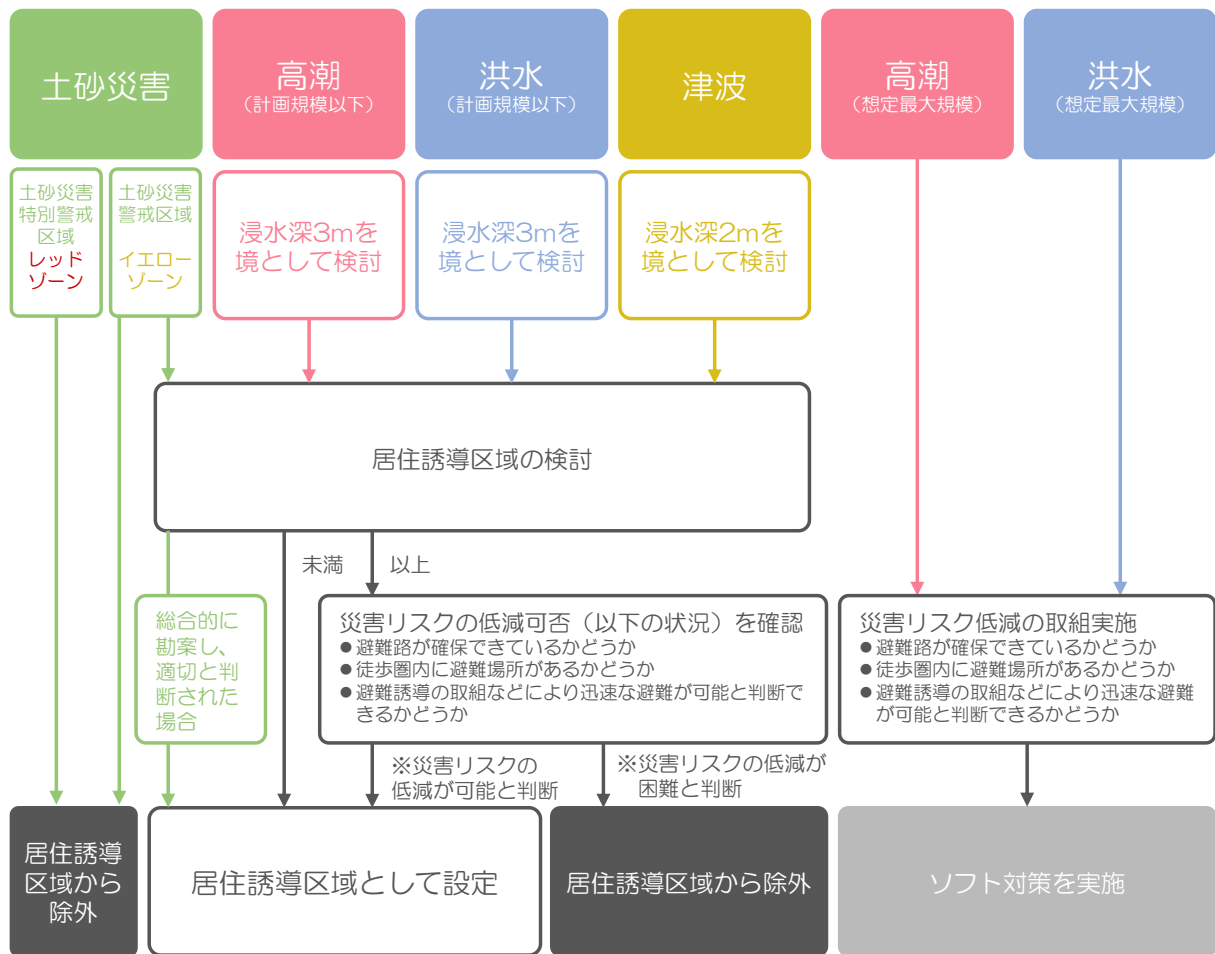 土砂災害
高潮
（計画規模以下）
洪水
（計画規模以下）
津波
高潮
（想定最大規模）
洪水
（想定最大規模）
土砂災害
特別警戒
区域
レッド
ゾーン
土砂災害
警戒区域
イエロー
ゾーン
浸水深3mを
境として検討
浸水深3mを
境として検討
浸水深2mを
境として検討
居住誘導区域の検討
未満
以上
総合的に
勘案し、
適切と判
断された
場合
災害リスクの低減可否（以下の状況）を確認
●避難路が確保できているかどうか
●徒歩圏内に避難場所があるかどうか
●避難誘導の取組などにより迅速な避難が可能と判断で
きるかどうか
災害リスク低減の取組実施
●避難路が確保できているかどうか
●徒歩圏内に避難場所があるかどうか
●避難誘導の取組などにより迅速な避難
が可能と判断できるかどうか
※災害リスクの
低減が可能と判断
※災害リスクの低減が
困難と判断
居住誘導
区域から
除外
居住誘導区域として設定
居住誘導区域から除外
ソフト対策を実施